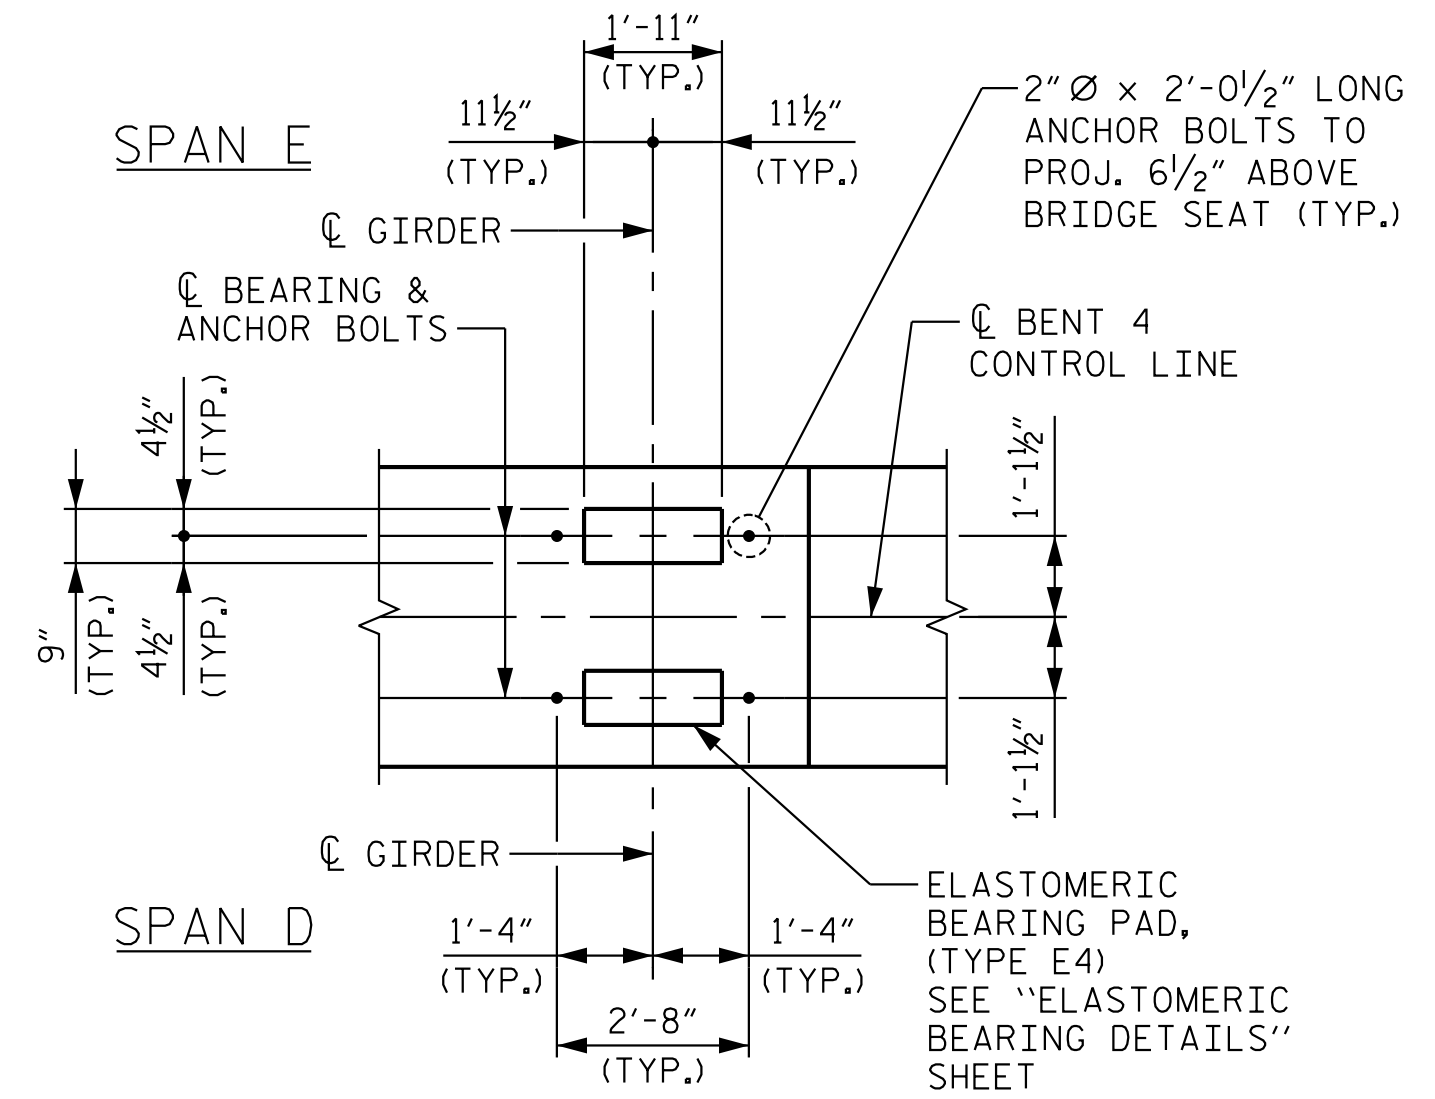 1'-11"
(TYP.)
11½"
(TYP.)
11½"
(TYP.)
SPAN E
2"Ø x 2'-0½" LONG
ANCHOR BOLTS TO
PROJ. 6½" ABOVE
BRIDGE SEAT (TYP.)
℄ GIRDER
℄ BEARING &
ANCHOR BOLTS
℄ BENT 4
CONTROL LINE
4½"
(TYP.)
1'-1½"
9"
(TYP.)
4½"
(TYP.)
1'-1½"
℄ GIRDER
ELASTOMERIC
BEARING PAD,
(TYPE E4)
SEE "ELASTOMERIC
BEARING DETAILS"
SHEET
SPAN D
1'-4"
(TYP.)
1'-4"
(TYP.)
2'-8"
(TYP.)